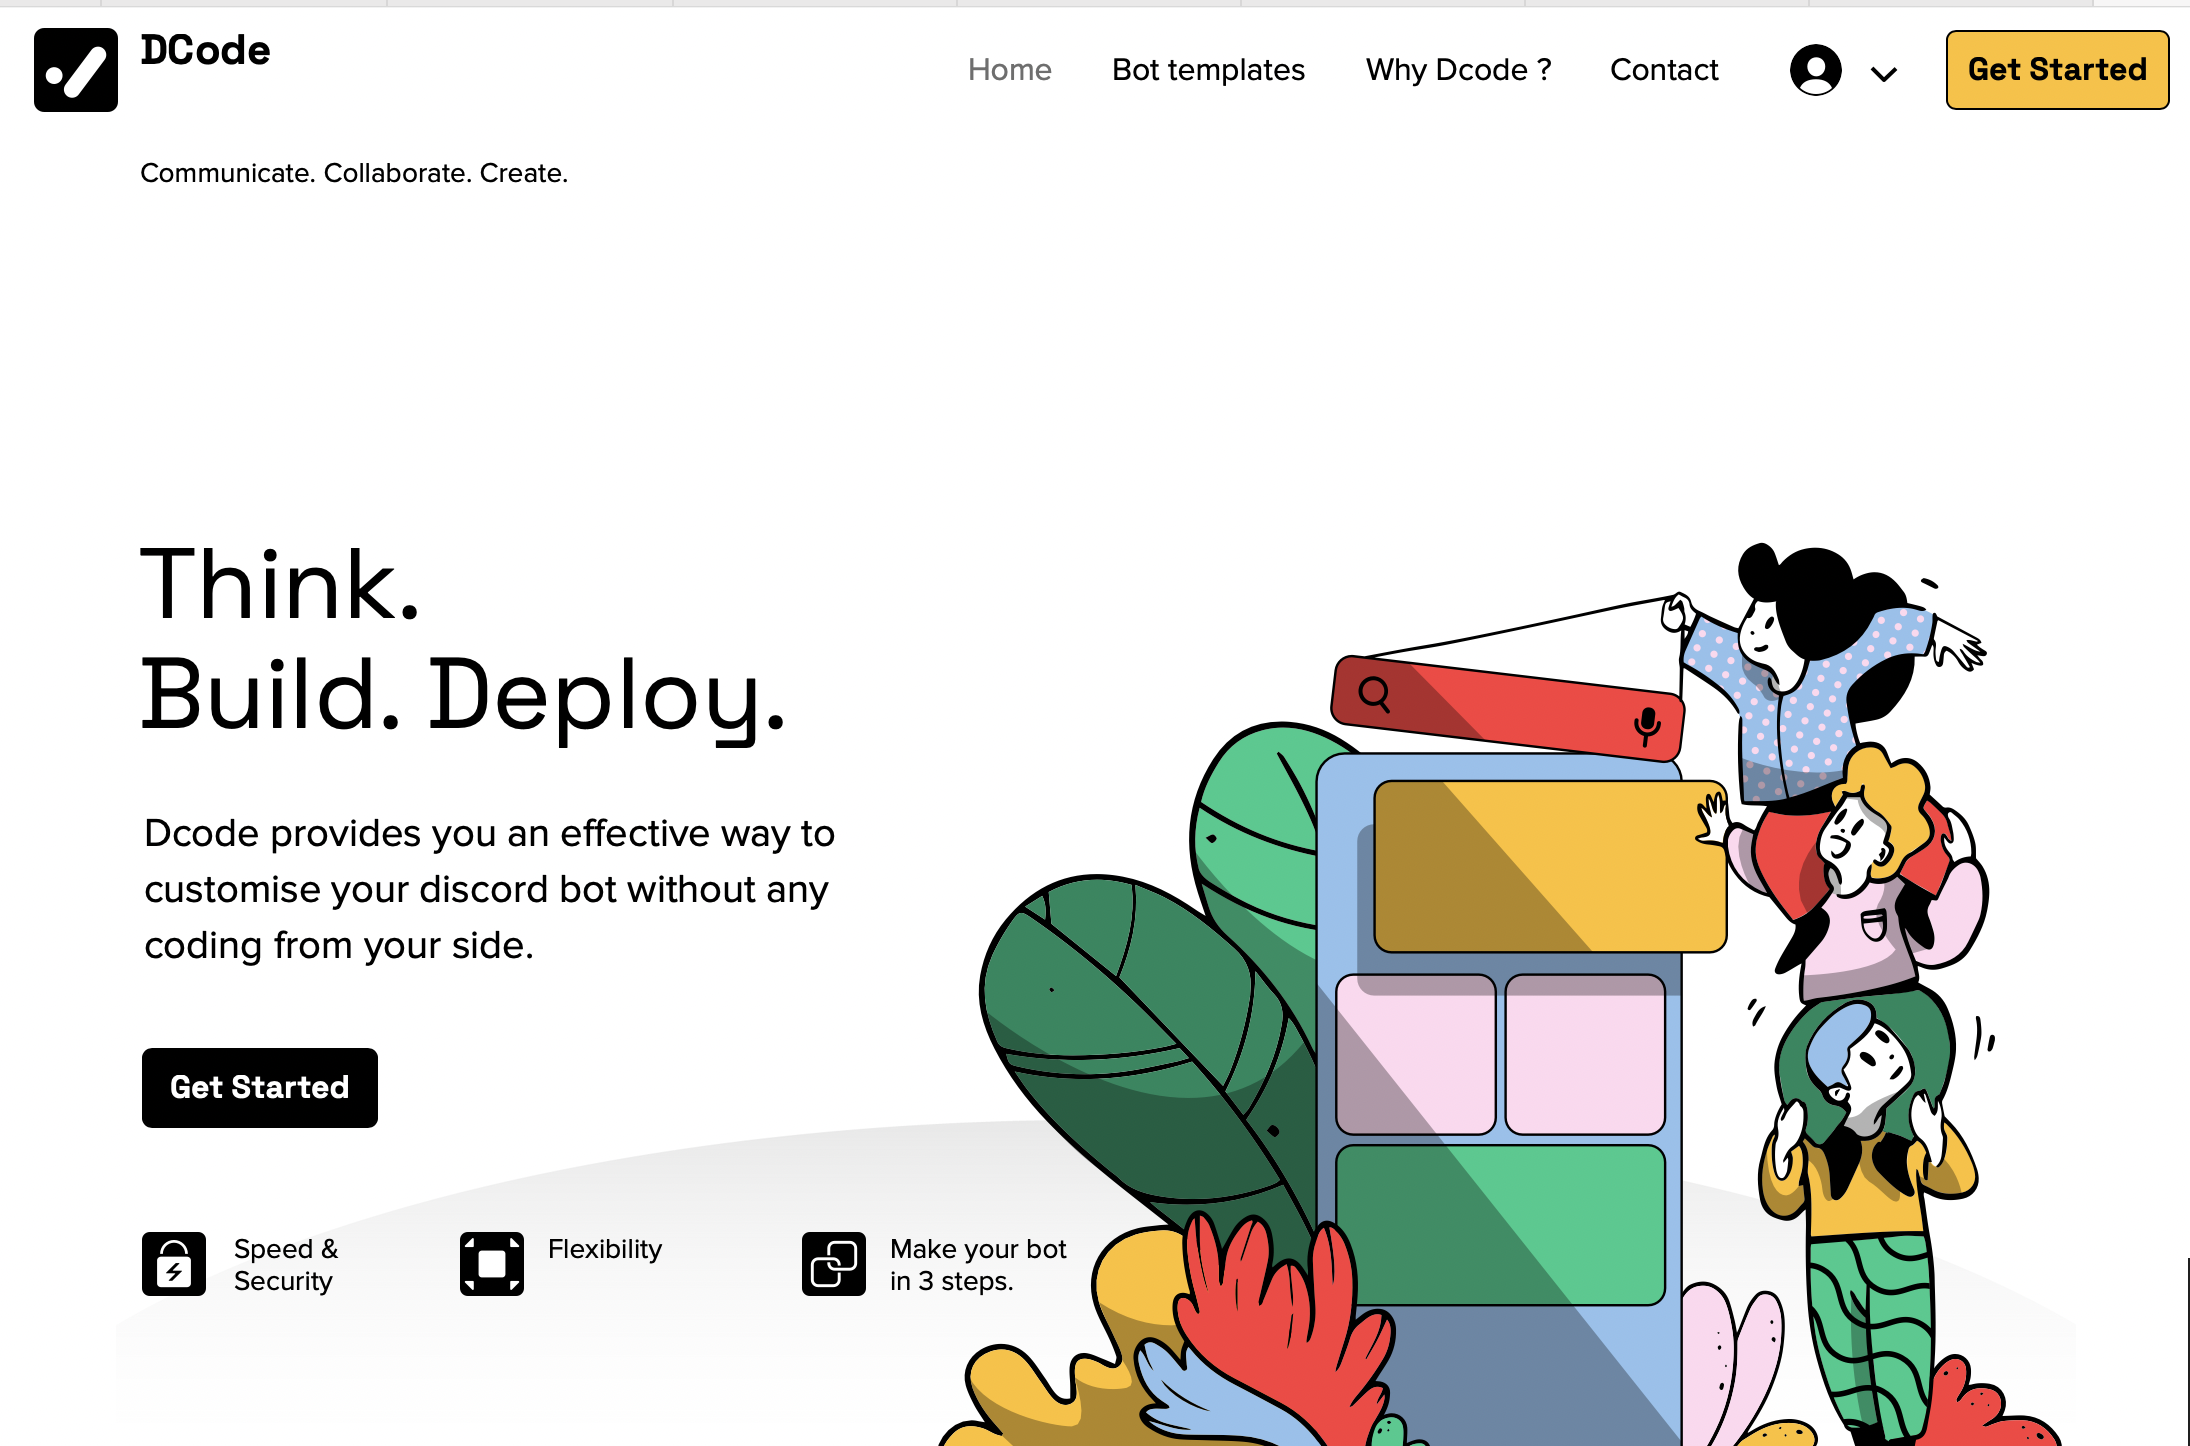 DCode
Home
Bot templates
Why Dcode ?
Contact
Get Started
Communicate. Collaborate. Create.
Think.
Build. Deploy.
Dcode provides you an effective way to
customise your discord bot without any
coding from your side.
Get Started
Speed &
Security
Flexibility
Make your bot
in 3 steps.